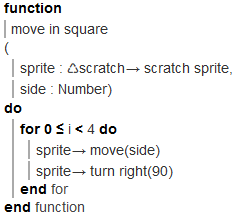 function
move in square
(
sprite : ♺scratch→ scratch sprite,
side : Number)
do
for 0 ≤ i < 4 do
sprite→ move(side)
sprite→ turn right(90)
end for
end function